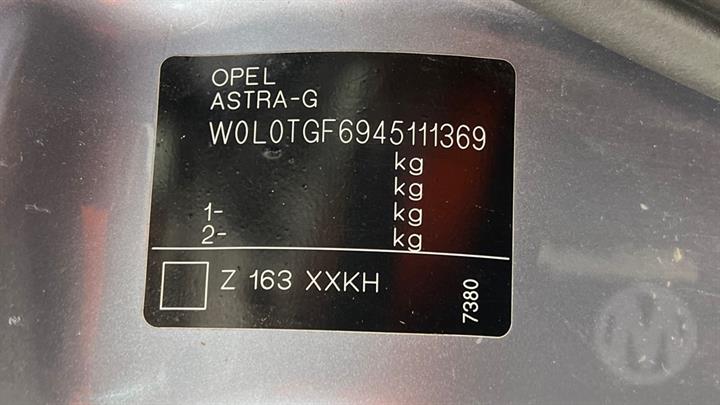 OPEL
ASTRA-G
W0L0TGF6945111369
kg
kg
1- kg
2- kg
Z 163 XXKH
7380
M